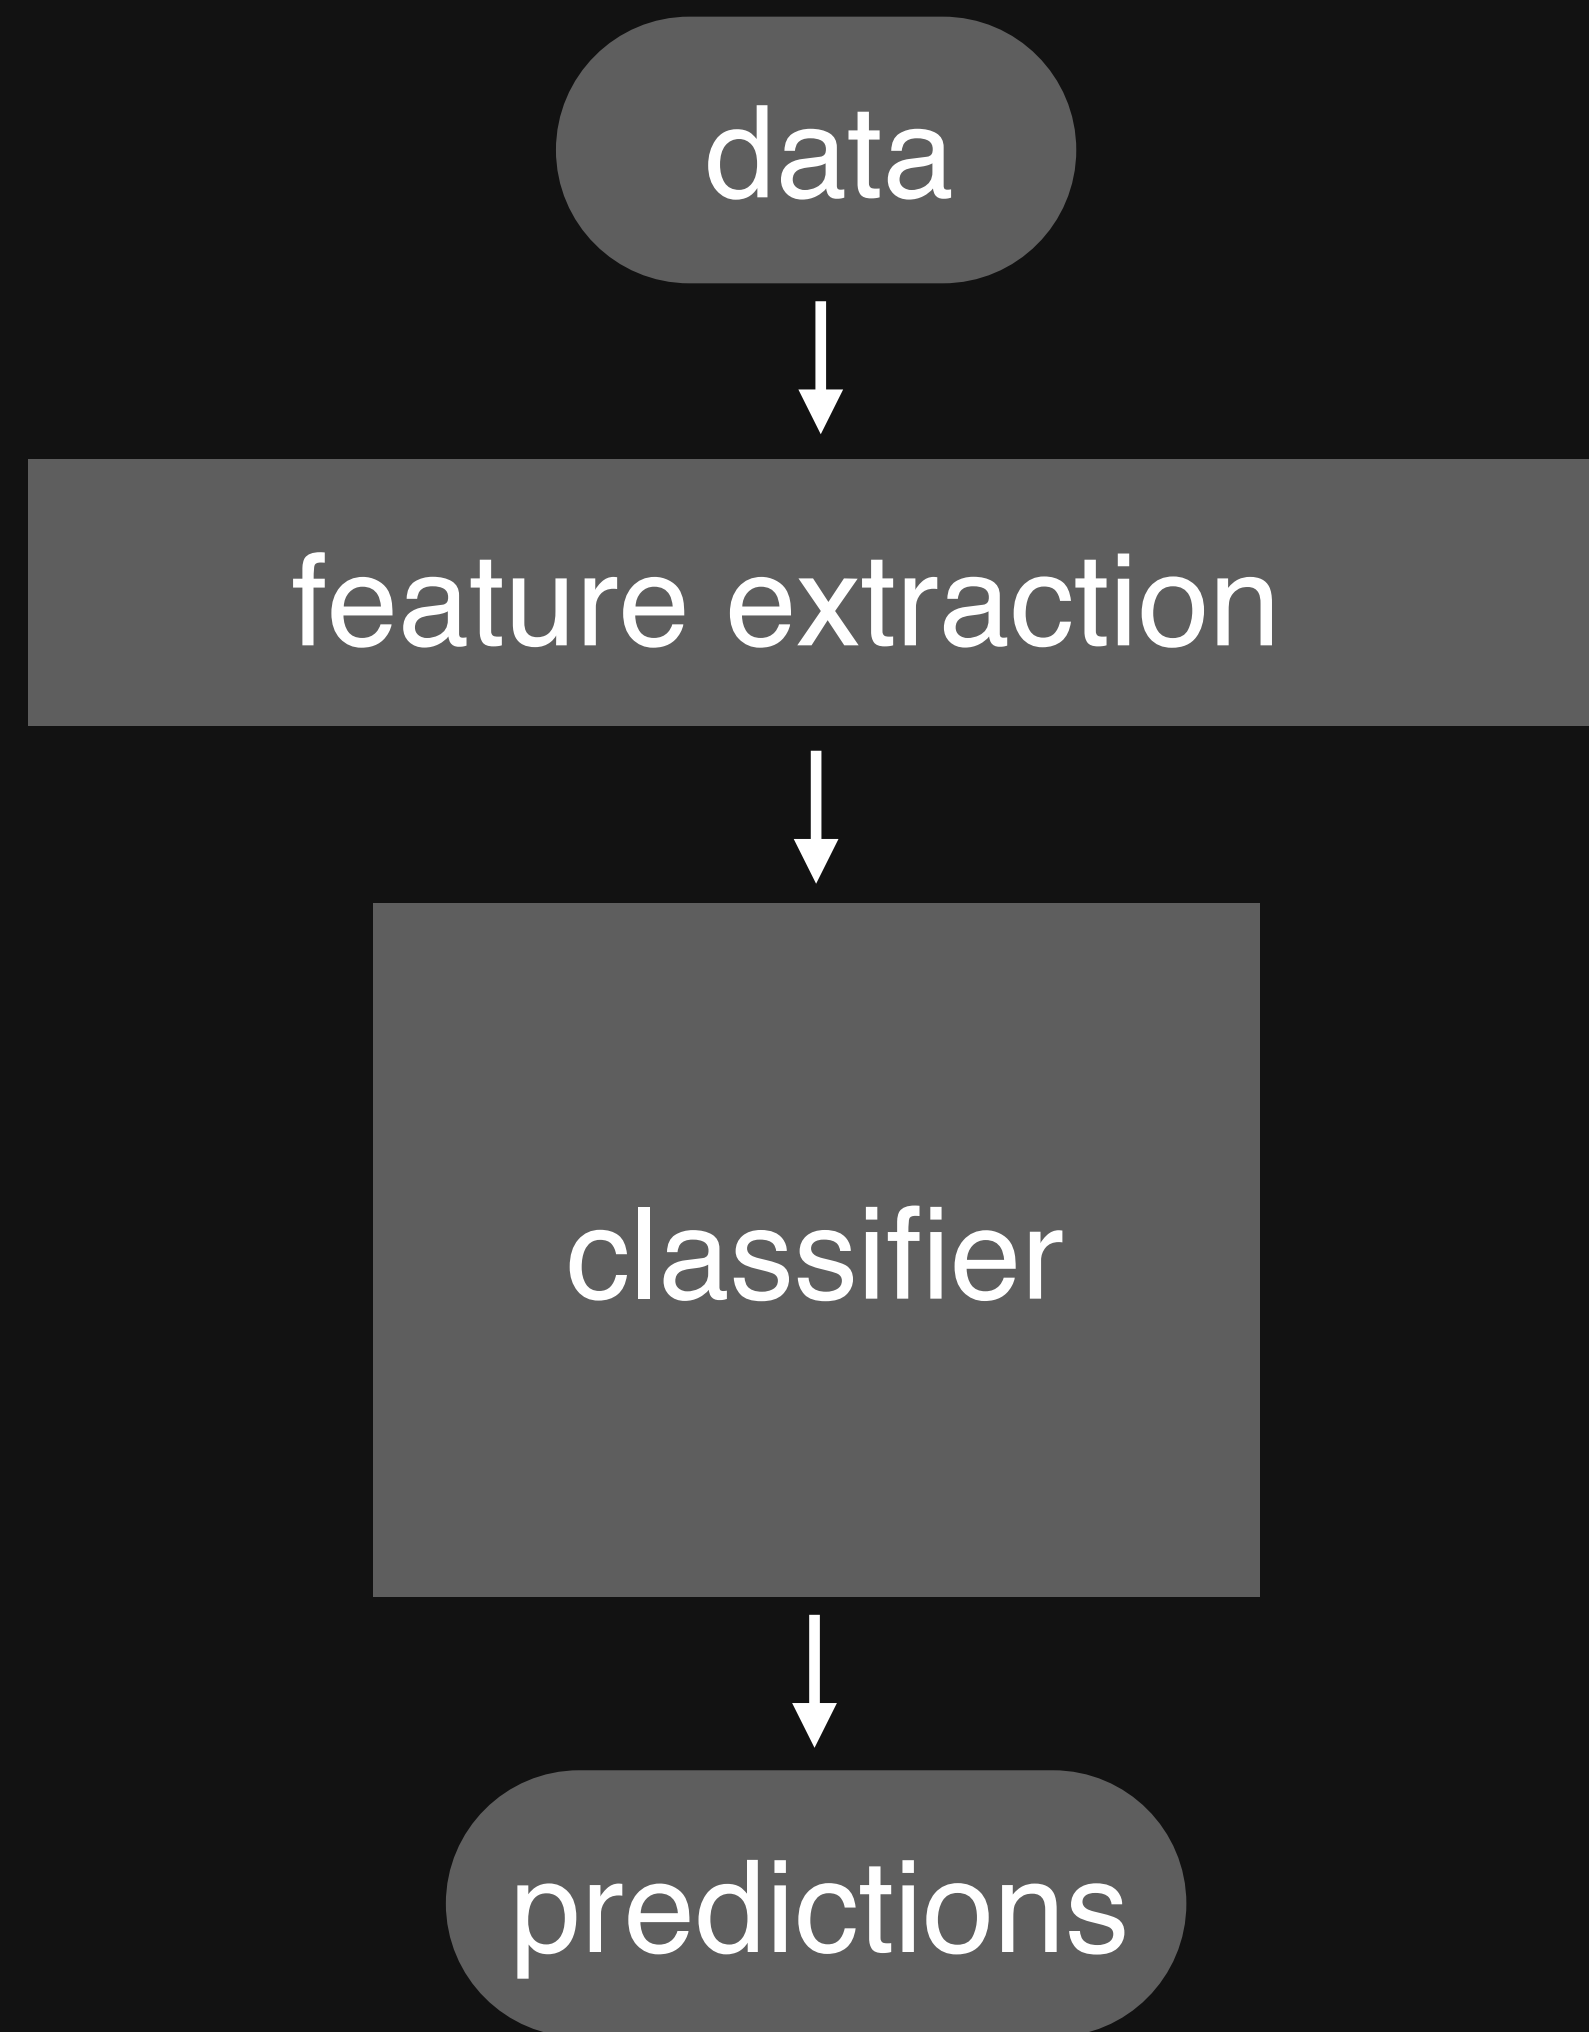 data
feature extraction
classifier
predictions